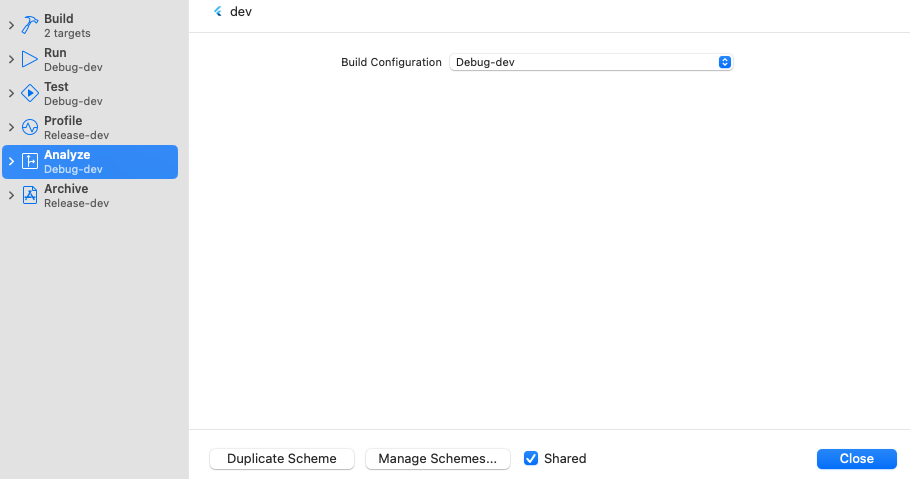 Build
2 targets
Run
Debug-dev
Test
Debug-dev
Profile
Release-dev
Analyze
Debug-dev
Archive
Release-dev
dev
Build Configuration Debug-dev
Duplicate Scheme Manage Schemes... Shared Close